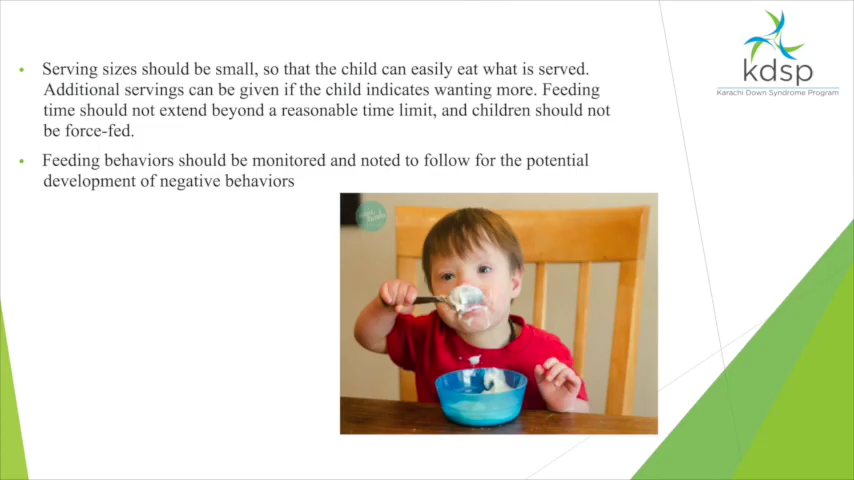 • Serving sizes should be small, so that the child can easily eat what is served.
Additional servings can be given if the child indicates wanting more. Feeding
time should not extend beyond a reasonable time limit, and children should not
be force-fed.
• Feeding behaviors should be monitored and noted to follow for the potential
development of negative behaviors
kdsp
Karachi Down Syndrome Program